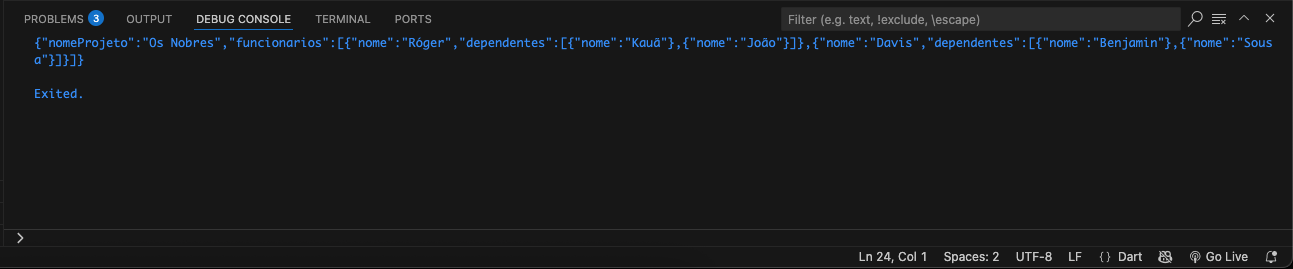 PROBLEMS 3 OUTPUT DEBUG CONSOLE TERMINAL PORTS Filter (e.g. text, !exclude, \escape)
{"nomeProjeto":"Os Nobres","funcionarios":[{"nome":"Róger","dependentes":[{"nome":"Kauã"},{"nome":"João"}]},{"nome":"Davis","dependentes":[{"nome":"Benjamin"},{"nome":"Sous
a"}]}]}
Exited.
Ln 24, Col 1 Spaces: 2 UTF-8 LF {} Dart Go Live